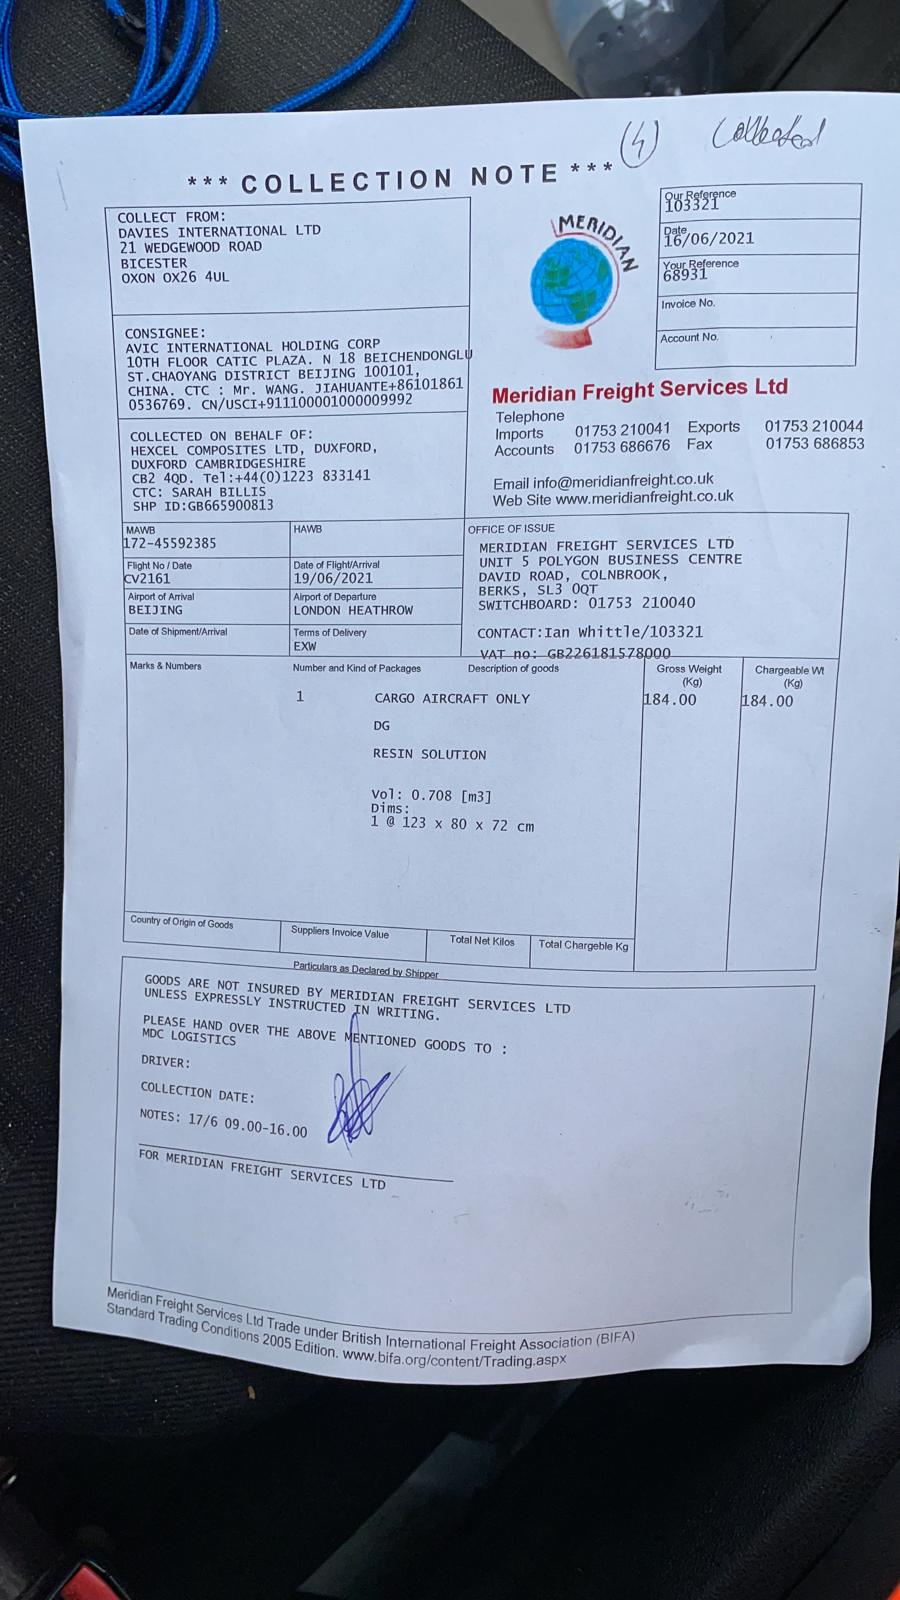 (4) Collected
*** COLLECTION NOTE ***
COLLECT FROM:
DAVIES INTERNATIONAL LTD
21 WEDGEWOOD ROAD
BICESTER
OXON OX26 4UL
MERIDIAN
Our Reference
103321
Date
16/06/2021
Your Reference
68931
Invoice No.
Account No.
CONSIGNEE:
AVIC INTERNATIONAL HOLDING CORP
10TH FLOOR CATIC PLAZA. N 18 BEICHENDONGLU
ST.CHAOYANG DISTRICT BEIJING 100101,
CHINA. CTC : Mr. WANG. JIAHUANTE+86101861
0536769. CN/USCI+911100001000009992
Meridian Freight Services Ltd
Telephone
Imports 01753 210041 Exports 01753 210044
Accounts 01753 686676 Fax 01753 686853
Email info@meridianfreight.co.uk
Web Site www.meridianfreight.co.uk
COLLECTED ON BEHALF OF:
HEXCEL COMPOSITES LTD, DUXFORD,
DUXFORD CAMBRIDGESHIRE
CB2 4QD. Tel:+44(0)1223 833141
CTC: SARAH BILLIS
SHP ID:GB665900813
MAWB
172-45592385
HAWB
Flight No / Date
CV2161
Date of Flight/Arrival
19/06/2021
Airport of Arrival
BEIJING
Airport of Departure
LONDON HEATHROW
Date of Shipment/Arrival
Terms of Delivery
EXW
OFFICE OF ISSUE
MERIDIAN FREIGHT SERVICES LTD
UNIT 5 POLYGON BUSINESS CENTRE
DAVID ROAD, COLNBROOK,
BERKS, SL3 0QT
SWITCHBOARD: 01753 210040
CONTACT:Ian Whittle/103321
VAT no: GB226181578000
Marks & Numbers Number and Kind of Packages Description of goods Gross Weight (Kg) Chargeable Wt (Kg)
1 CARGO AIRCRAFT ONLY 184.00 184.00
DG
RESIN SOLUTION
Vol: 0.708 [m3]
Dims:
1 @ 123 x 80 x 72 cm
Country of Origin of Goods Suppliers Invoice Value Total Net Kilos Total Chargeble Kg
Particulars as Declared by Shipper
GOODS ARE NOT INSURED BY MERIDIAN FREIGHT SERVICES LTD
UNLESS EXPRESSLY INSTRUCTED IN WRITING.
PLEASE HAND OVER THE ABOVE MENTIONED GOODS TO :
MDC LOGISTICS
DRIVER:
COLLECTION DATE:
NOTES: 17/6 09.00-16.00
FOR MERIDIAN FREIGHT SERVICES LTD
Meridian Freight Services Ltd Trade under British International Freight Association (BIFA)
Standard Trading Conditions 2005 Edition. www.bifa.org/content/Trading.aspx